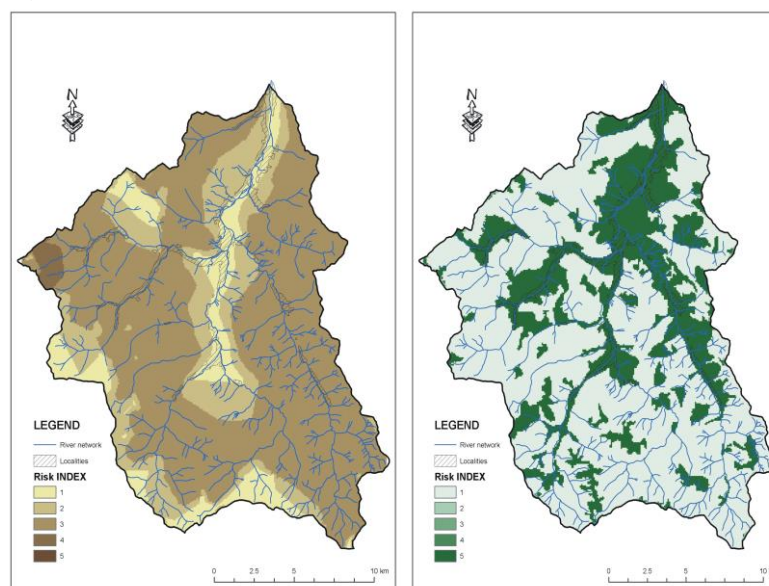 N
LEGEND
River network
Localities
Risk INDEX
1
2
3
4
5
0 2.5 5 10 km
N
LEGEND
River network
Localities
Risk INDEX
1
2
3
4
5
0 2.5 5 10 km